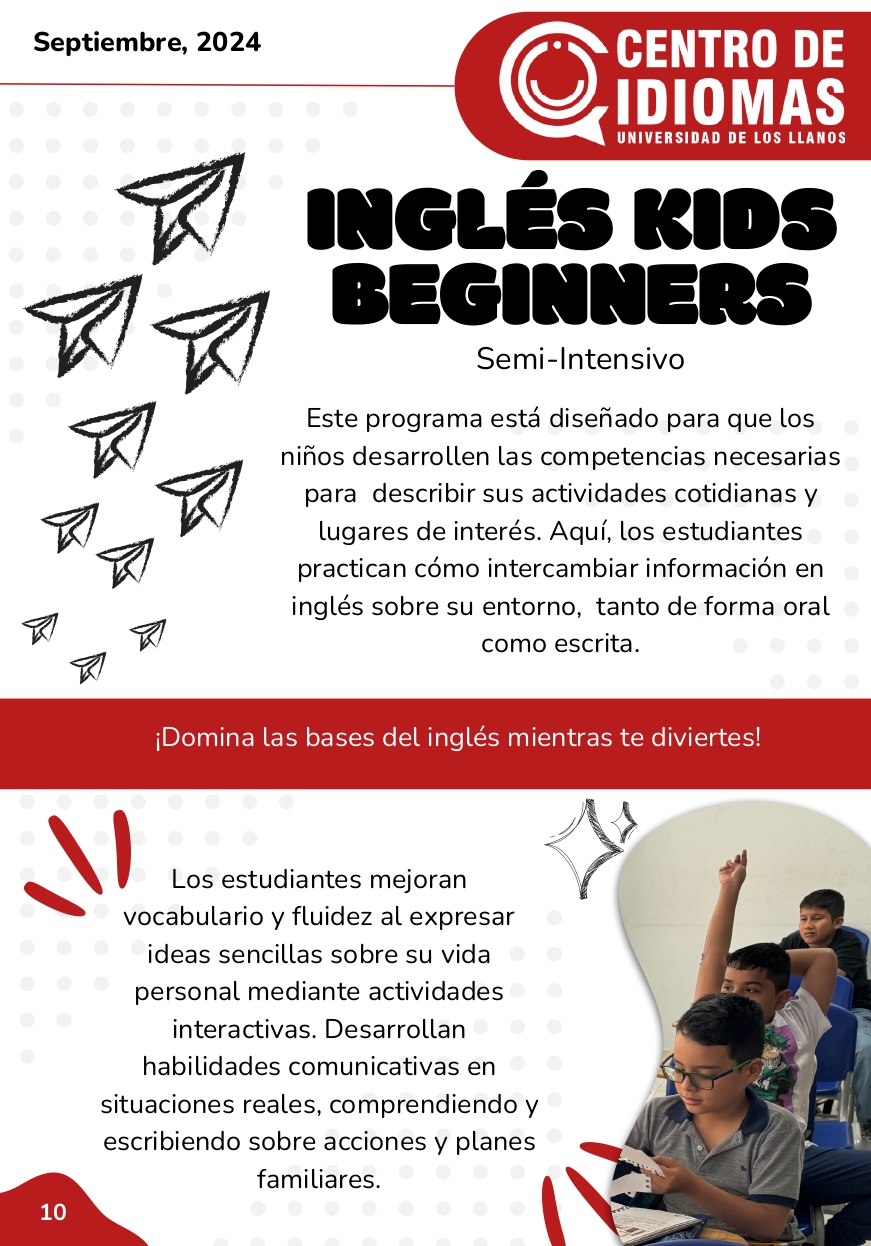 Septiembre, 2024
CENTRO DE
IDIOMAS
UNIVERSIDAD DE LOS LLANOS
INGLÉS KIDS
BEGINNERS
Semi-Intensivo
Este programa está diseñado para que los
niños desarrollen las competencias necesarias
para describir sus actividades cotidianas y
lugares de interés. Aquí, los estudiantes
practican cómo intercambiar información en
inglés sobre su entorno, tanto de forma oral
como escrita.
¡Domina las bases del inglés mientras te diviertes!
Los estudiantes mejoran
vocabulario y fluidez al expresar
ideas sencillas sobre su vida
personal mediante actividades
interactivas. Desarrollan
habilidades comunicativas en
situaciones reales, comprendiendo y
escribiendo sobre acciones y planes
familiares.
10